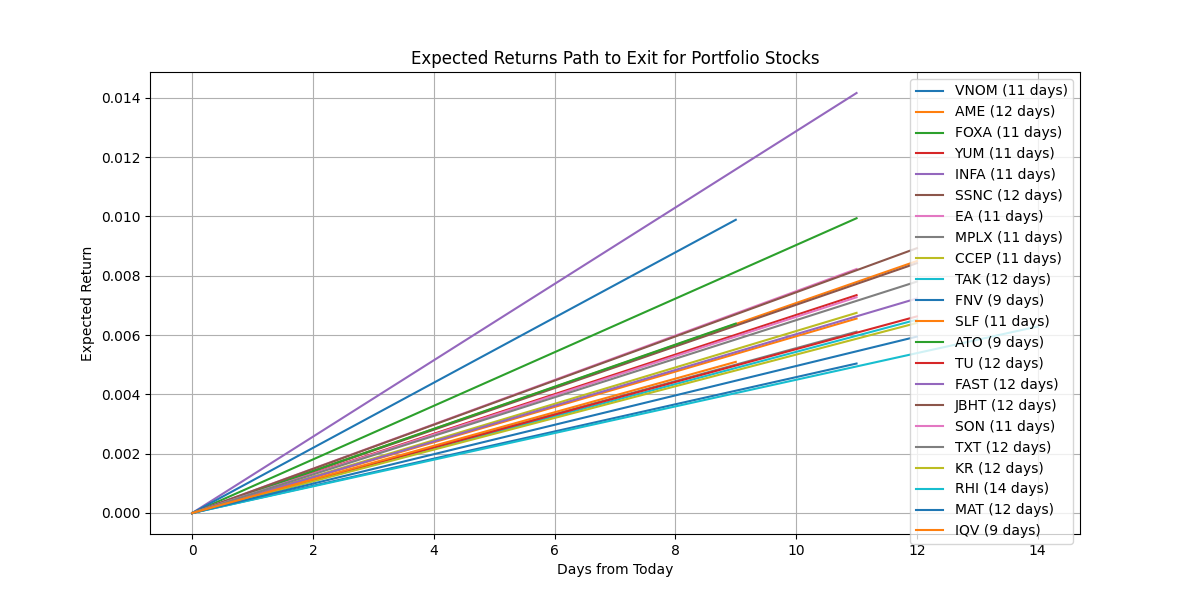 Expected Returns Path to Exit for Portfolio Stocks
Expected Return
0.014
0.012
0.010
0.008
0.006
0.004
0.002
0.000
VNOM (11 days)
AME (12 days)
FOXA (11 days)
YUM (11 days)
INFA (11 days)
SSNC (12 days)
EA (11 days)
MPLX (11 days)
CCEP (11 days)
TAK (12 days)
FNV (9 days)
SLF (11 days)
ATO (9 days)
TU (12 days)
FAST (12 days)
JBHT (12 days)
SON (11 days)
TXT (12 days)
KR (12 days)
RHI (14 days)
MAT (12 days)
IQV (9 days)
0 2 4 6 8 10 12 14
Days from Today